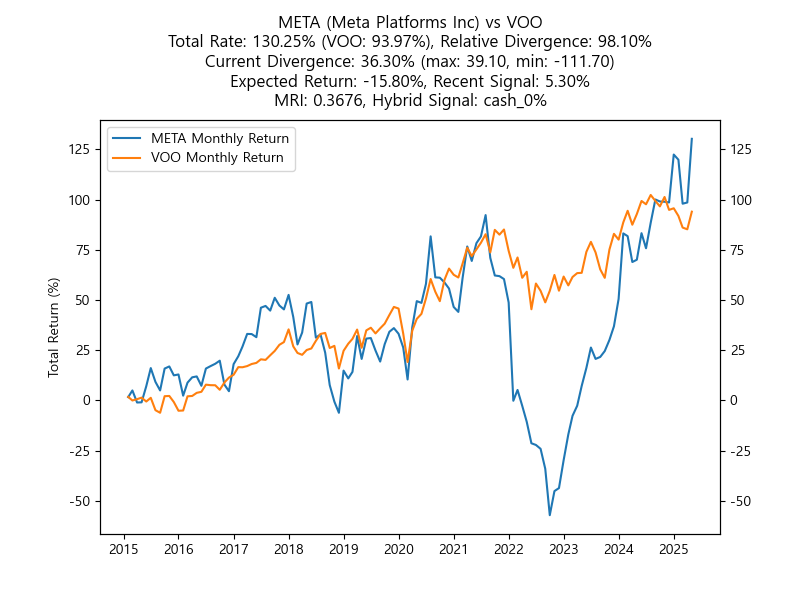 META (Meta Platforms Inc) vs VOO
Total Rate: 130.25% (VOO: 93.97%), Relative Divergence: 98.10%
Current Divergence: 36.30% (max: 39.10, min: -111.70)
Expected Return: -15.80%, Recent Signal: 5.30%
MRI: 0.3676, Hybrid Signal: cash_0%
META Monthly Return
VOO Monthly Return
Total Return (%)
125
100
75
50
25
0
-25
-50
125
100
75
50
25
0
-25
-50
2015 2016 2017 2018 2019 2020 2021 2022 2023 2024 2025